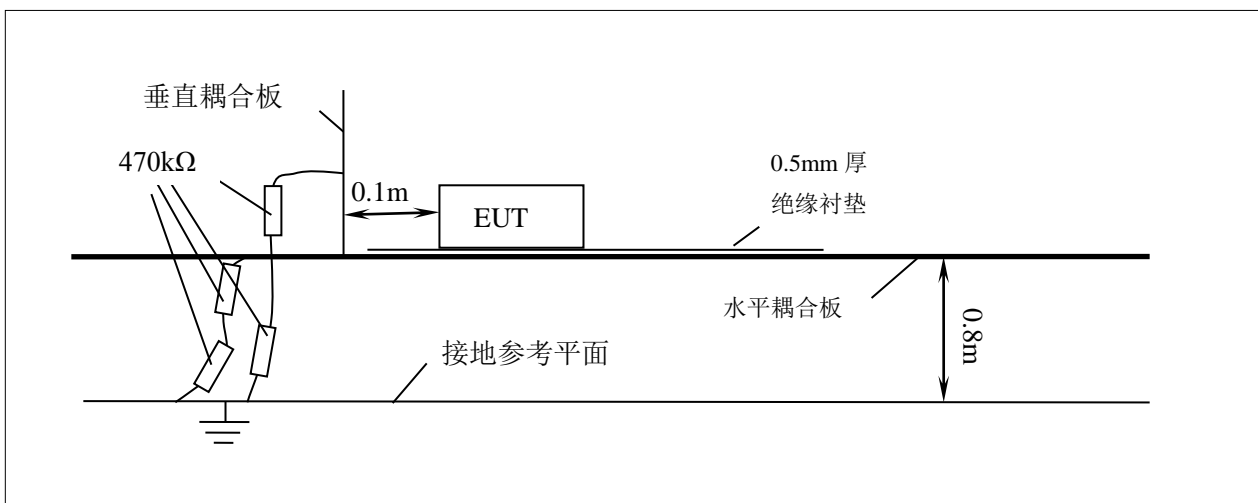 垂直耦合板
470kΩ
0.1m
EUT
0.5mm 厚
绝缘衬垫
水平耦合板
0.8m
接地参考平面